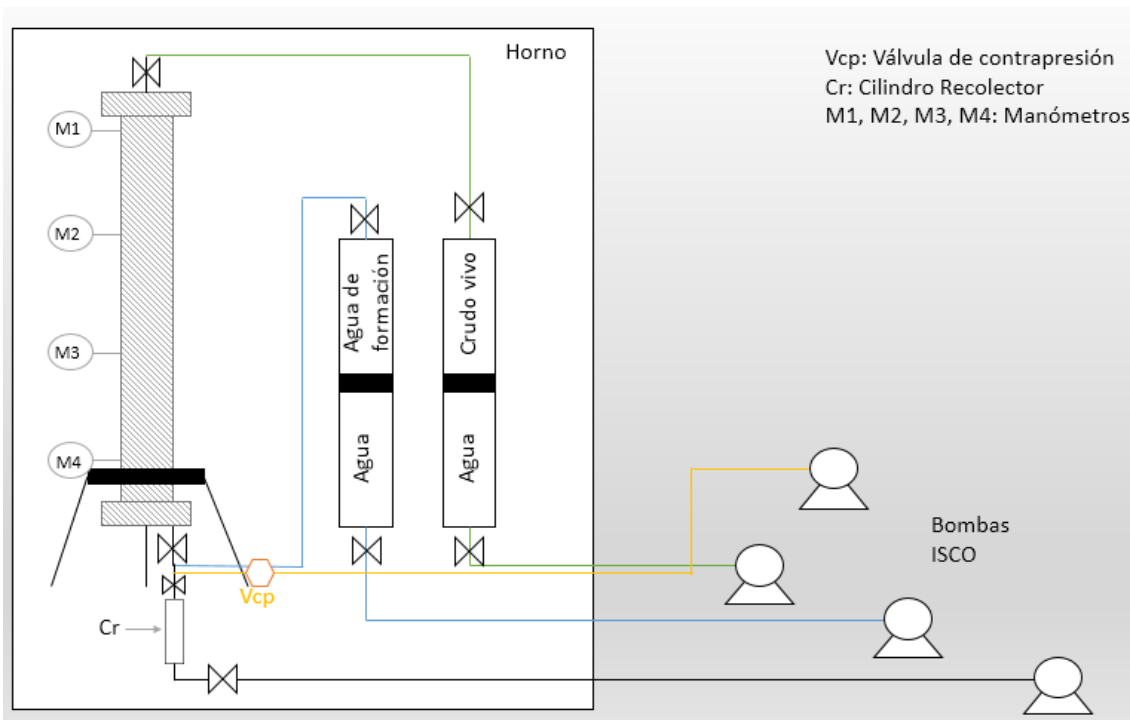 Horno
Vcp: Válvula de contrapresión
Cr: Cilindro Recolector
M1, M2, M3, M4: Manómetros
M1
M2
M3
M4
Agua de
formación
Crudo vivo
Agua
Agua
Bombas
ISCO
Vcp
Cr